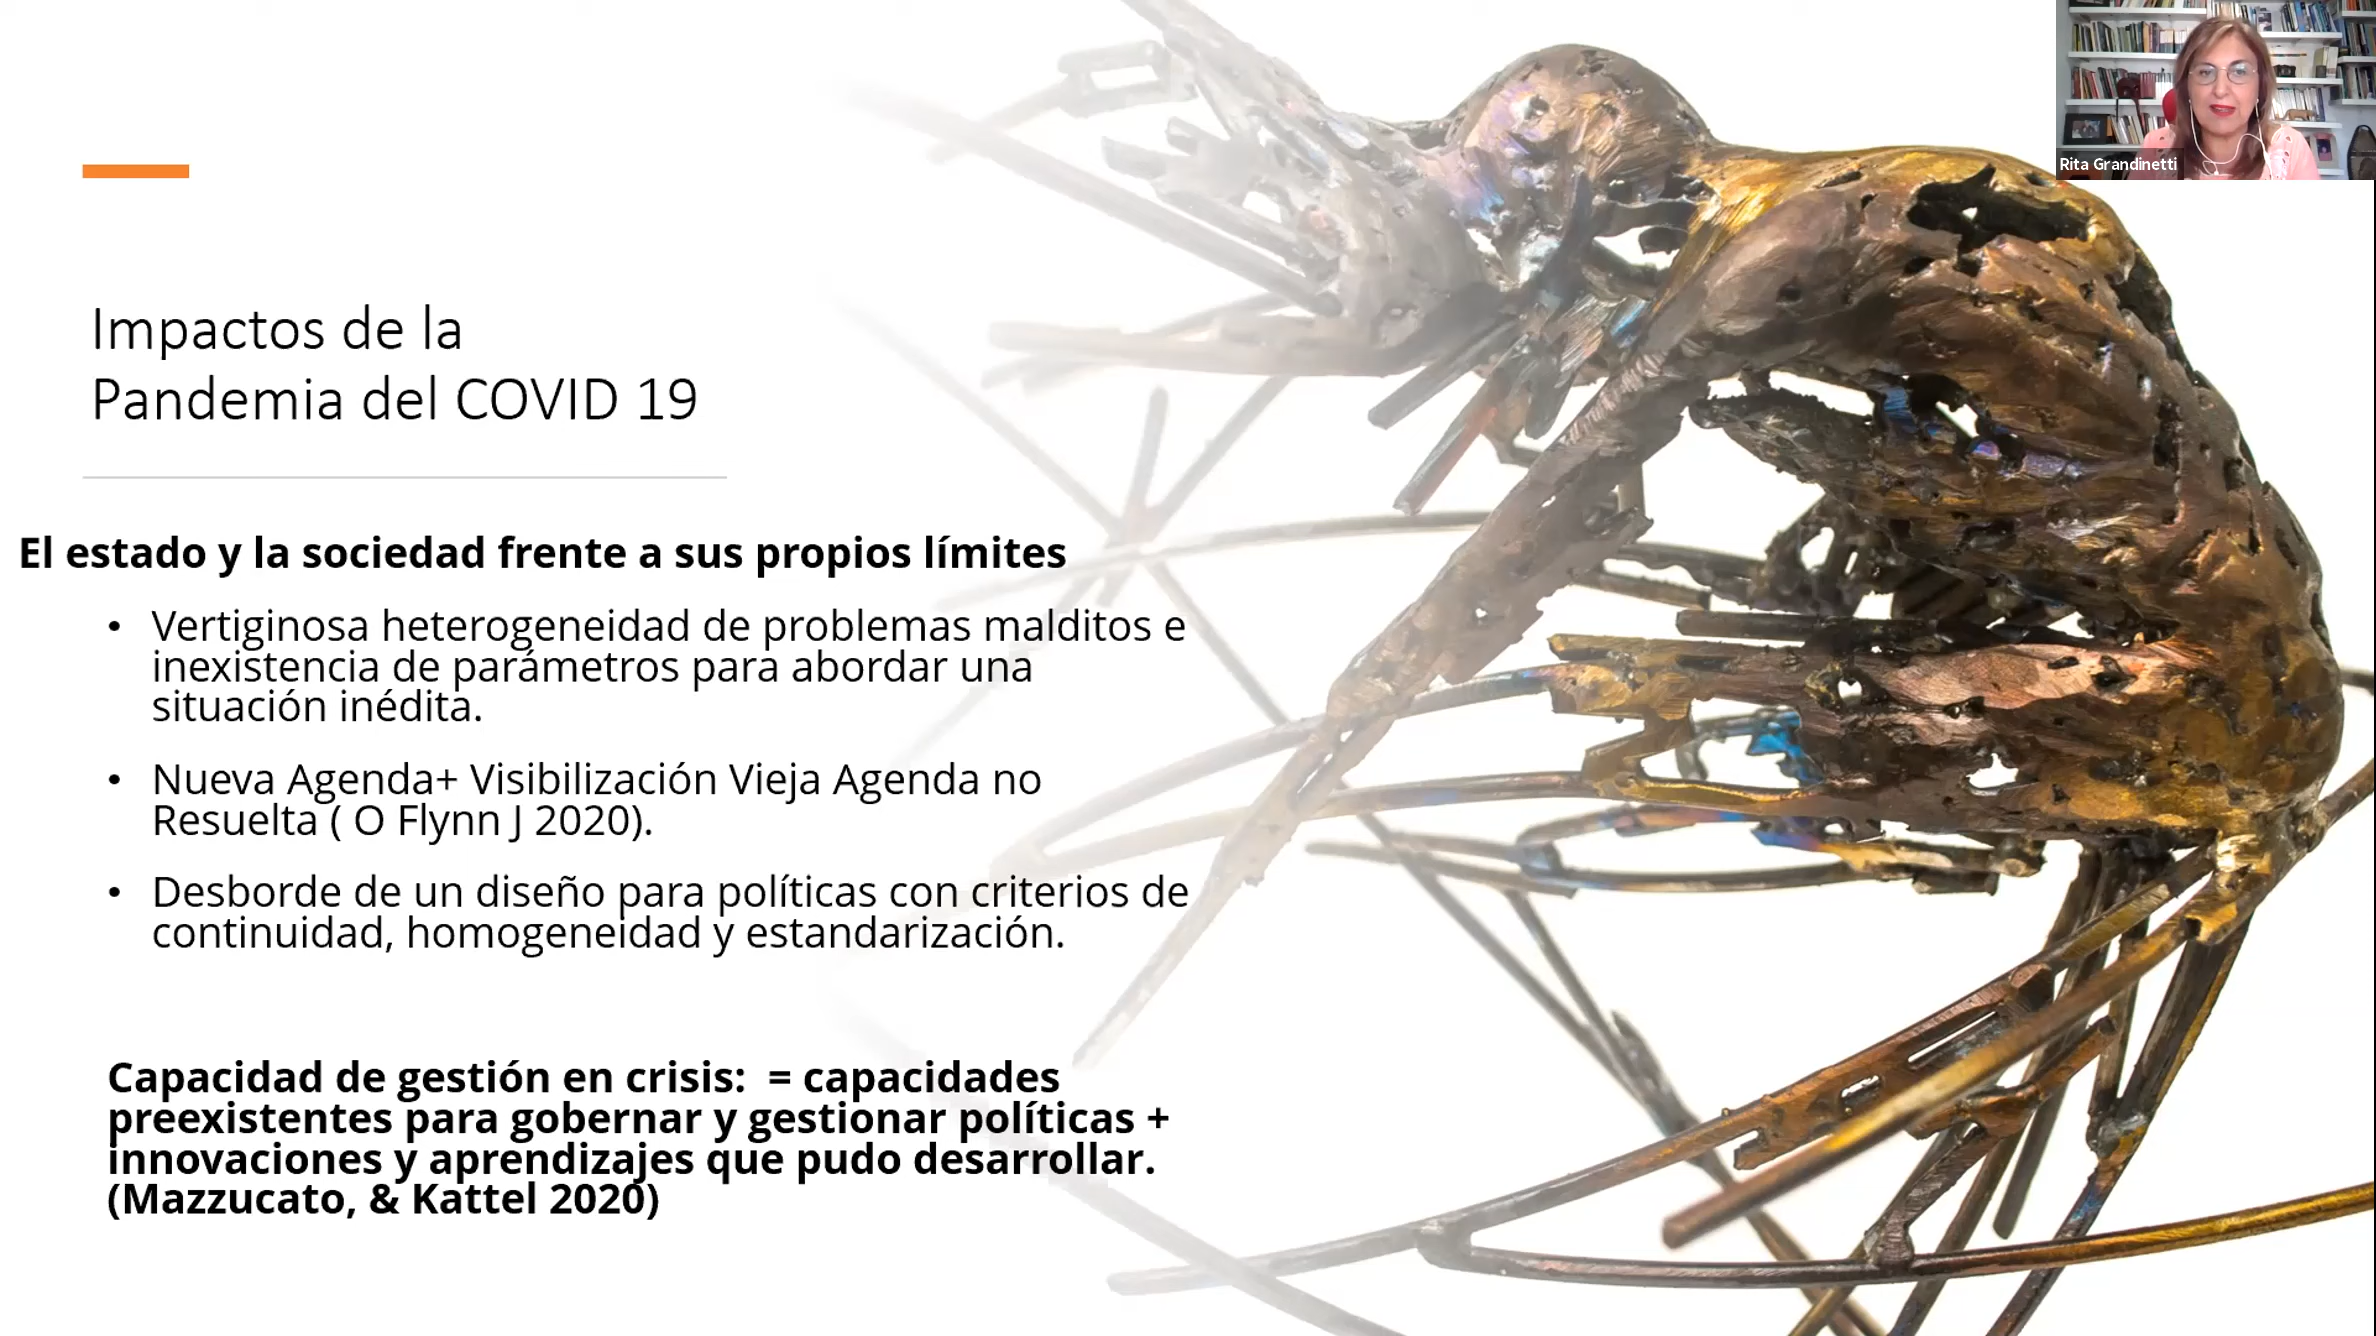 Rita Grandinetti
Impactos de la
Pandemia del COVID 19
El estado y la sociedad frente a sus propios límites
• Vertiginosa heterogeneidad de problemas malditos e
inexistencia de parámetros para abordar una
situación inédita.
• Nueva Agenda+ Visibilización Vieja Agenda no
Resuelta ( O Flynn J 2020).
• Desborde de un diseño para políticas con criterios de
continuidad, homogeneidad y estandarización.
Capacidad de gestión en crisis:  = capacidades
preexistentes para gobernar y gestionar políticas +
innovaciones y aprendizajes que pudo desarrollar.
(Mazzucato, & Kattel 2020)